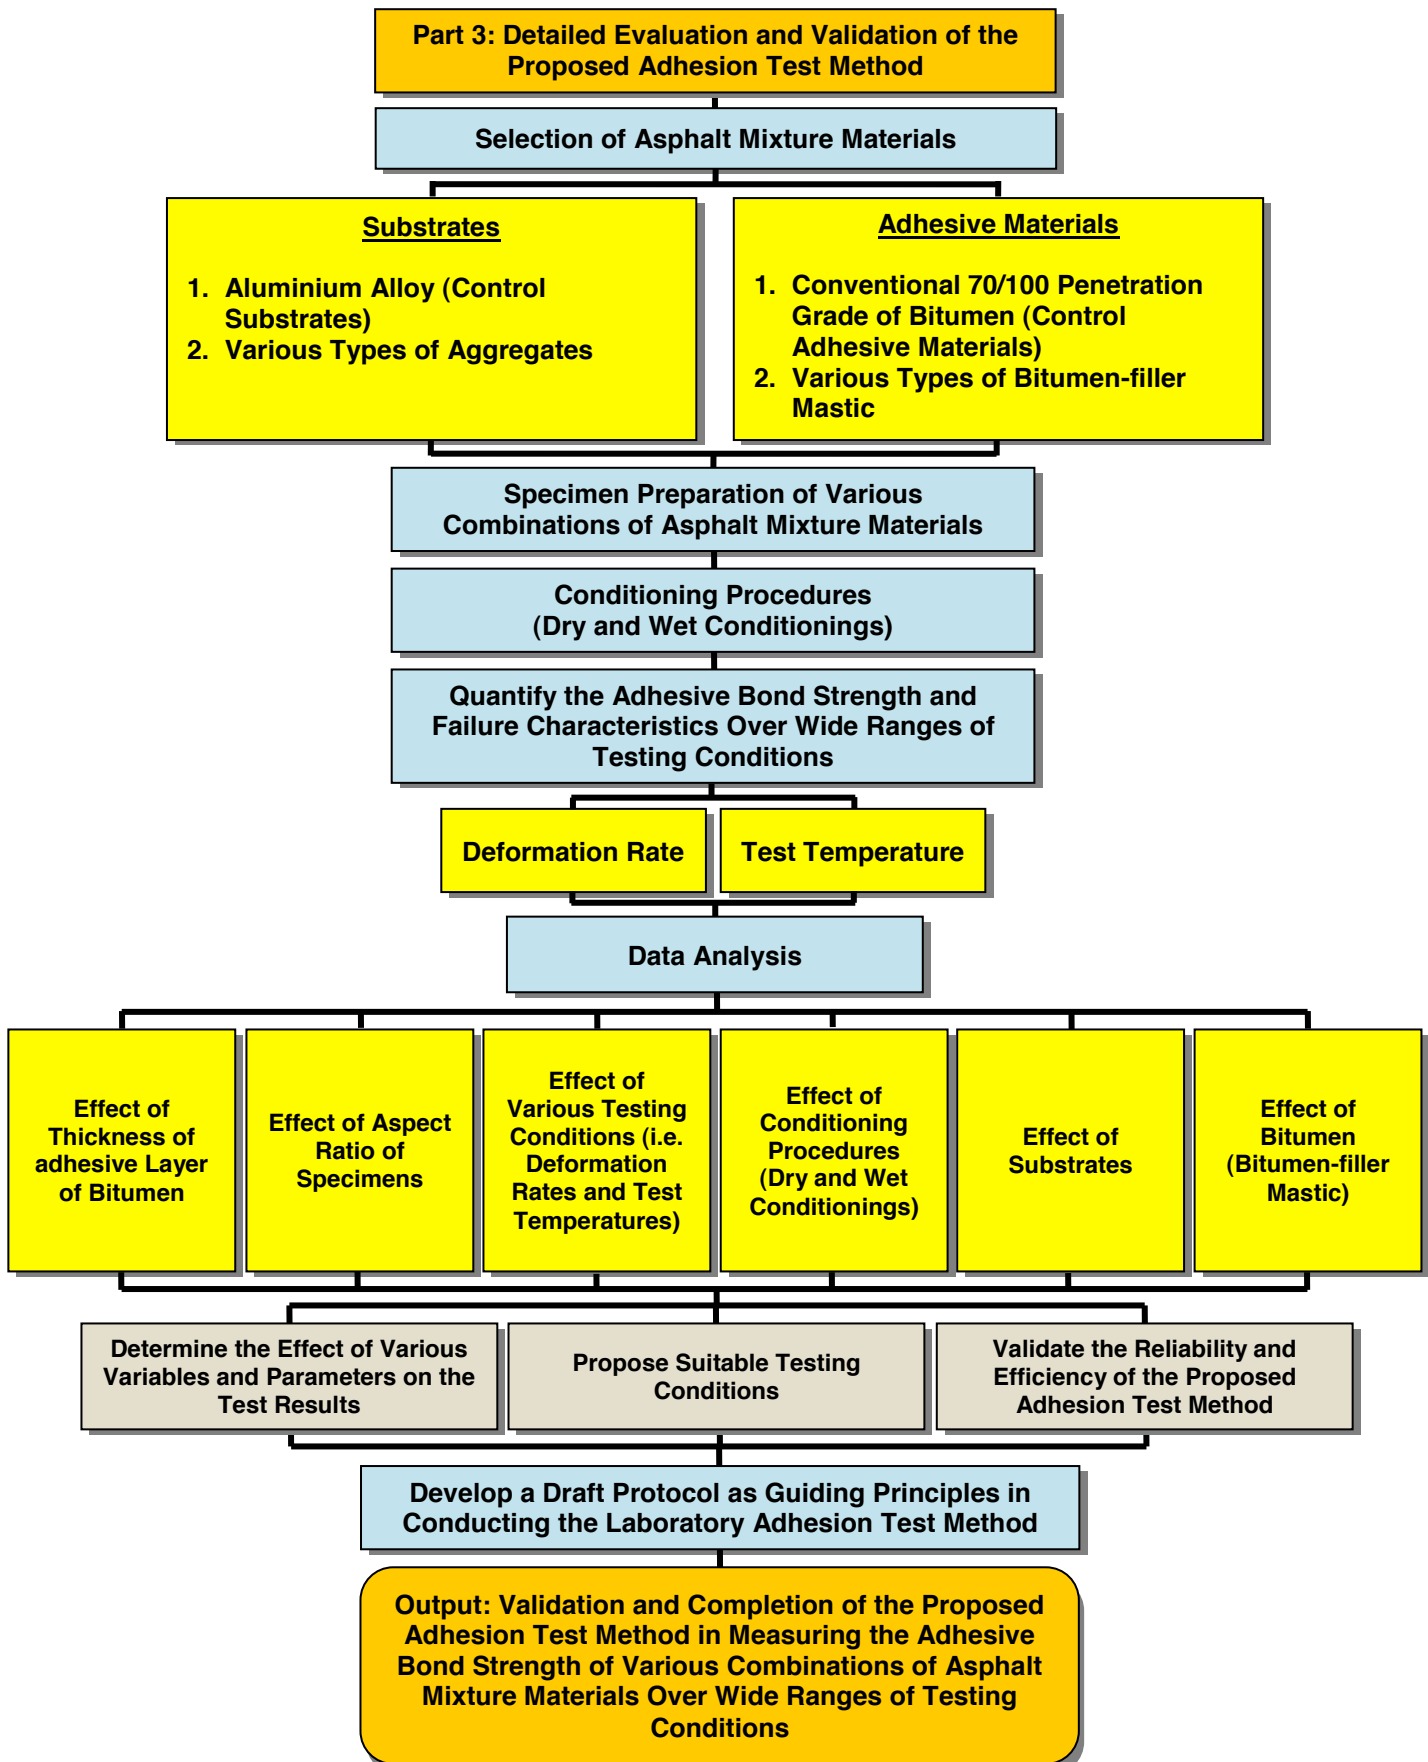 Part 3: Detailed Evaluation and Validation of the
Proposed Adhesion Test Method
Selection of Asphalt Mixture Materials
Substrates
1. Aluminium Alloy (Control
Substrates)
2. Various Types of Aggregates
Adhesive Materials
1. Conventional 70/100 Penetration
Grade of Bitumen (Control
Adhesive Materials)
2. Various Types of Bitumen-filler
Mastic
Specimen Preparation of Various
Combinations of Asphalt Mixture Materials
Conditioning Procedures
(Dry and Wet Conditionings)
Quantify the Adhesive Bond Strength and
Failure Characteristics Over Wide Ranges of
Testing Conditions
Deformation Rate
Test Temperature
Data Analysis
Effect of
Thickness of
adhesive Layer
of Bitumen
Effect of Aspect
Ratio of
Specimens
Effect of
Various Testing
Conditions (i.e.
Deformation
Rates and Test
Temperatures)
Effect of
Conditioning
Procedures
(Dry and Wet
Conditionings)
Effect of
Substrates
Effect of
Bitumen
(Bitumen-filler
Mastic)
Determine the Effect of Various
Variables and Parameters on the
Test Results
Propose Suitable Testing
Conditions
Validate the Reliability and
Efficiency of the Proposed
Adhesion Test Method
Develop a Draft Protocol as Guiding Principles in
Conducting the Laboratory Adhesion Test Method
Output: Validation and Completion of the Proposed
Adhesion Test Method in Measuring the Adhesive
Bond Strength of Various Combinations of Asphalt
Mixture Materials Over Wide Ranges of Testing
Conditions